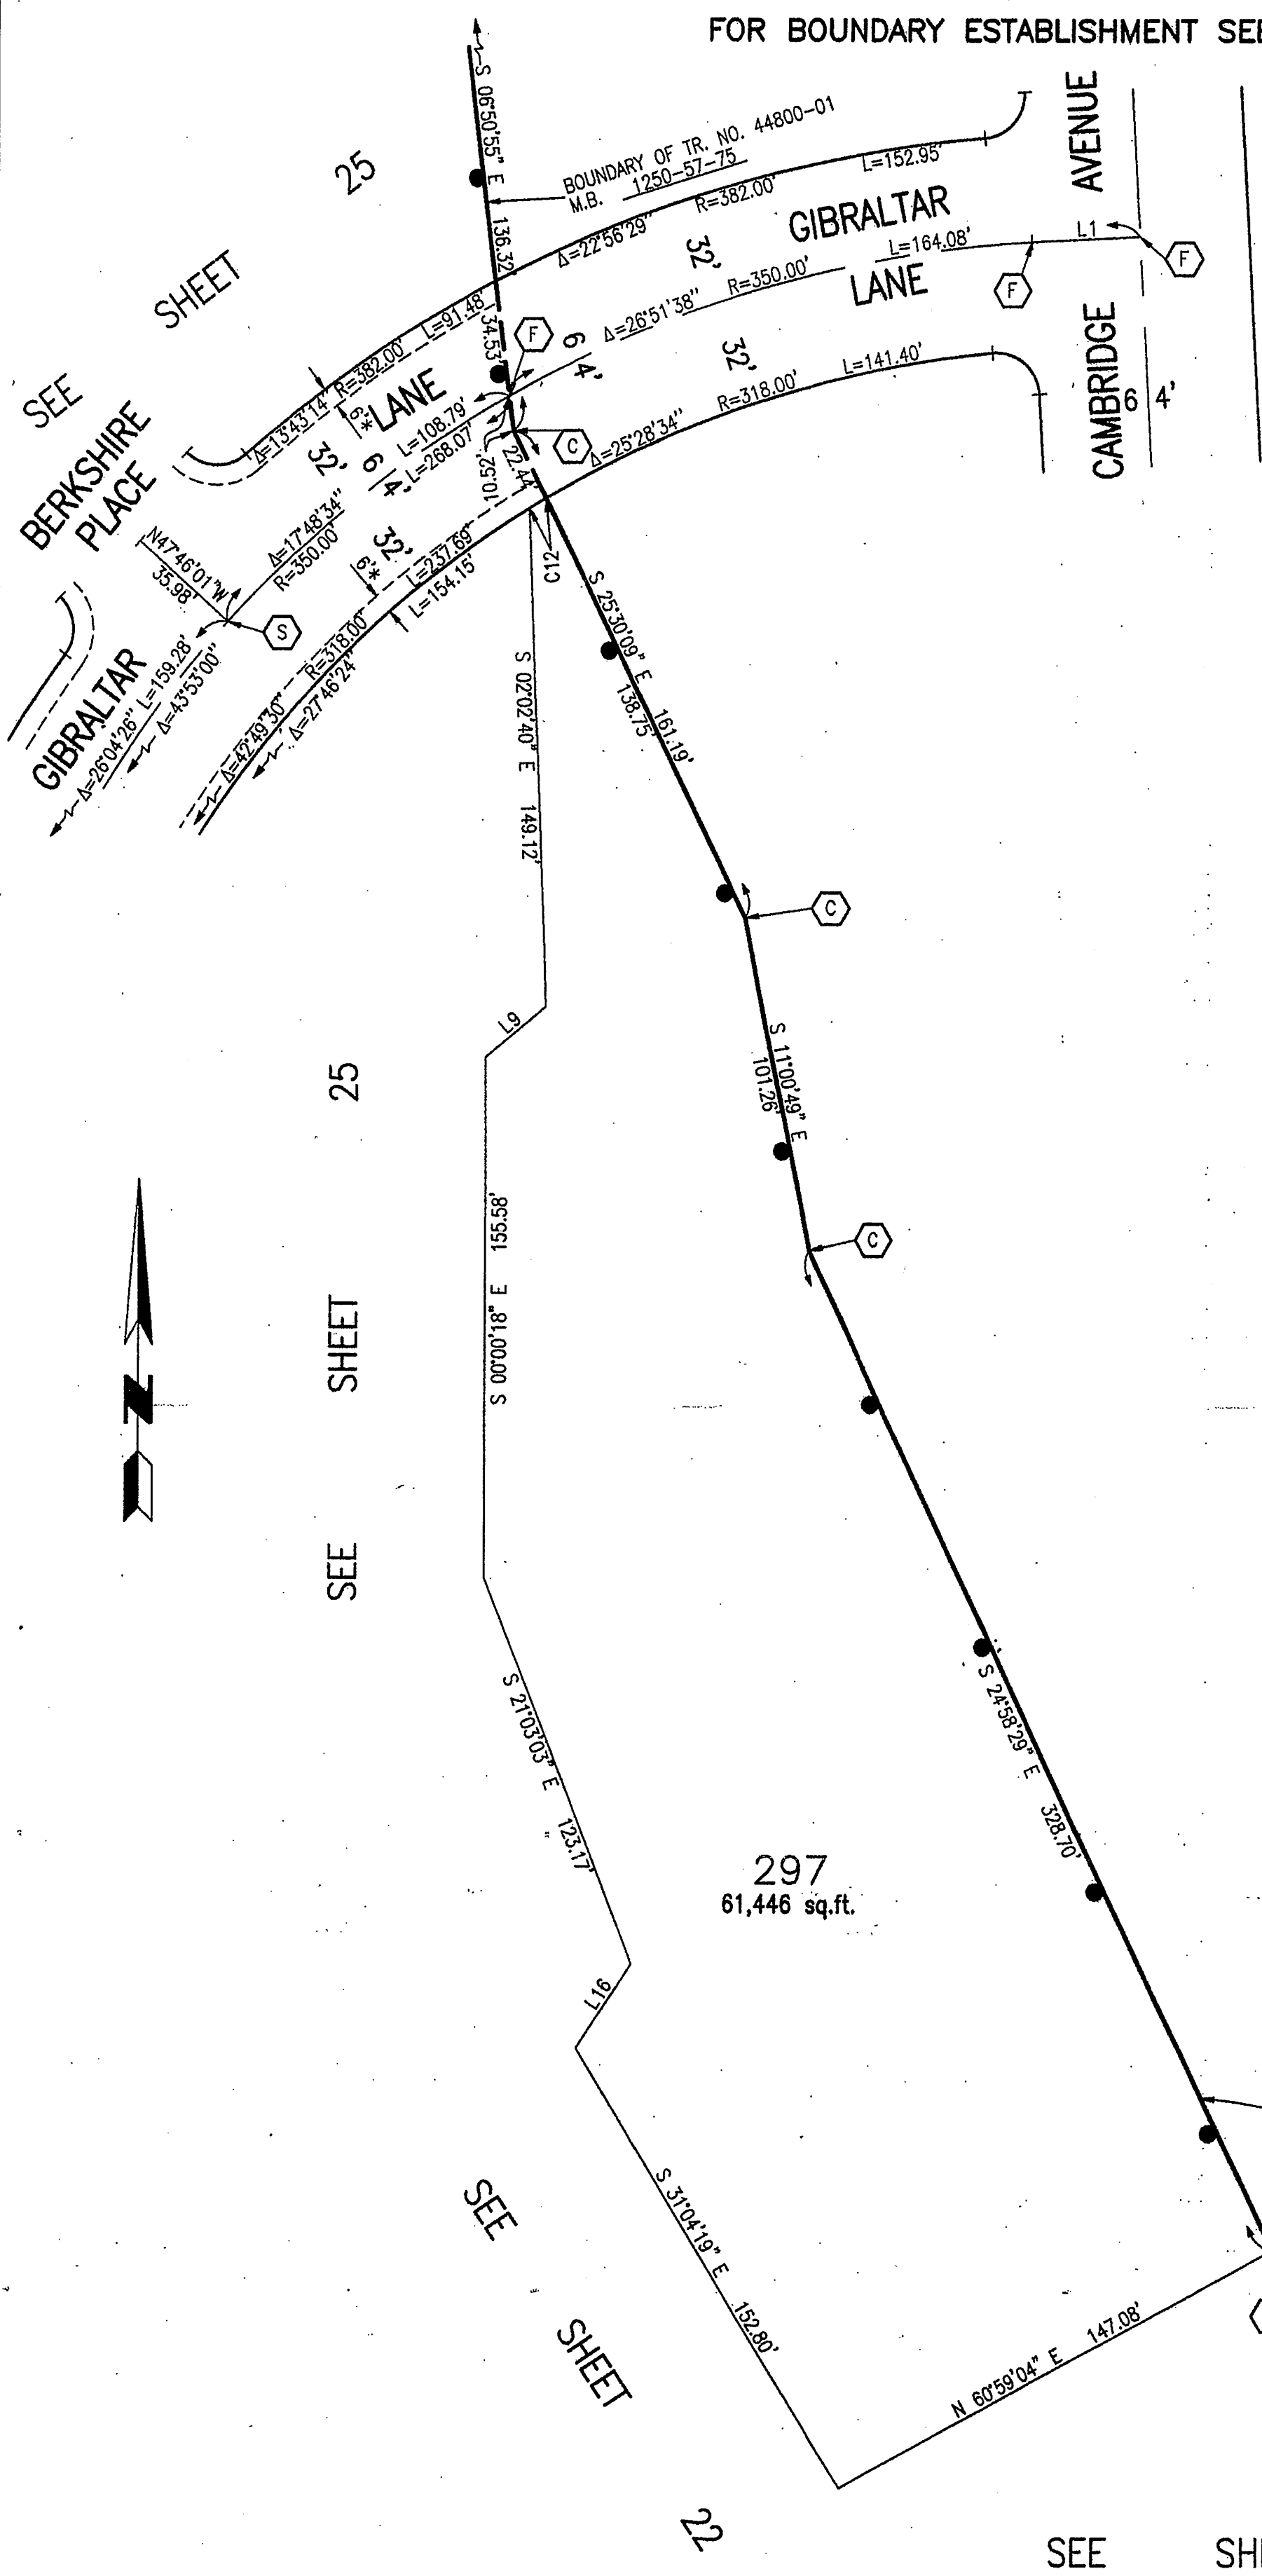 FOR BOUNDARY ESTABLISHMENT SEE
S 06°50'55" E 136.32'
BOUNDARY OF TR. NO. 44800-01
M.B. 1250-57-75
25
SHEET
SEE
AVENUE
CAMBRIDGE
64'
L=152.95'
R=382.00'
Δ=22°56'29"
32'
GIBRALTAR
LANE
L1
F
F
L=164.08'
R=350.00'
Δ=26°51'38"
64'
32'
L=141.40'
R=318.00'
Δ=25°28'34"
34.53'
F
C
10.52'
22.44'
L=91.48'
R=382.00'
Δ=13°43'14"
6'*
LANE
32'
64'
L=108.79'
L=268.07'
Δ=17°48'34"
R=350.00'
BERKSHIRE
PLACE
N47°46'01"W
35.98'
S
32'
6'*
L=237.69'
L=154.15'
R=318.00'
Δ=42°49'30"
Δ=27°46'24"
GIBRALTAR
L=159.28'
Δ=26°04'26"
Δ=43°53'00"
C12
S 25°30'09" E 161.19'
138.75'
S 02°02'40" E 149.12'
C
L9
S 11°00'49" E
101.26'
C
25
SHEET
SEE
N
S 00°00'18" E 155.58'
S 21°03'03" E 123.17'
S 24°58'29" E 328.70'
297
61,446 sq.ft.
L16
S 31°04'19" E 152.80'
N 60°59'04" E 147.08'
SEE
SHEET
22
SEE SHE